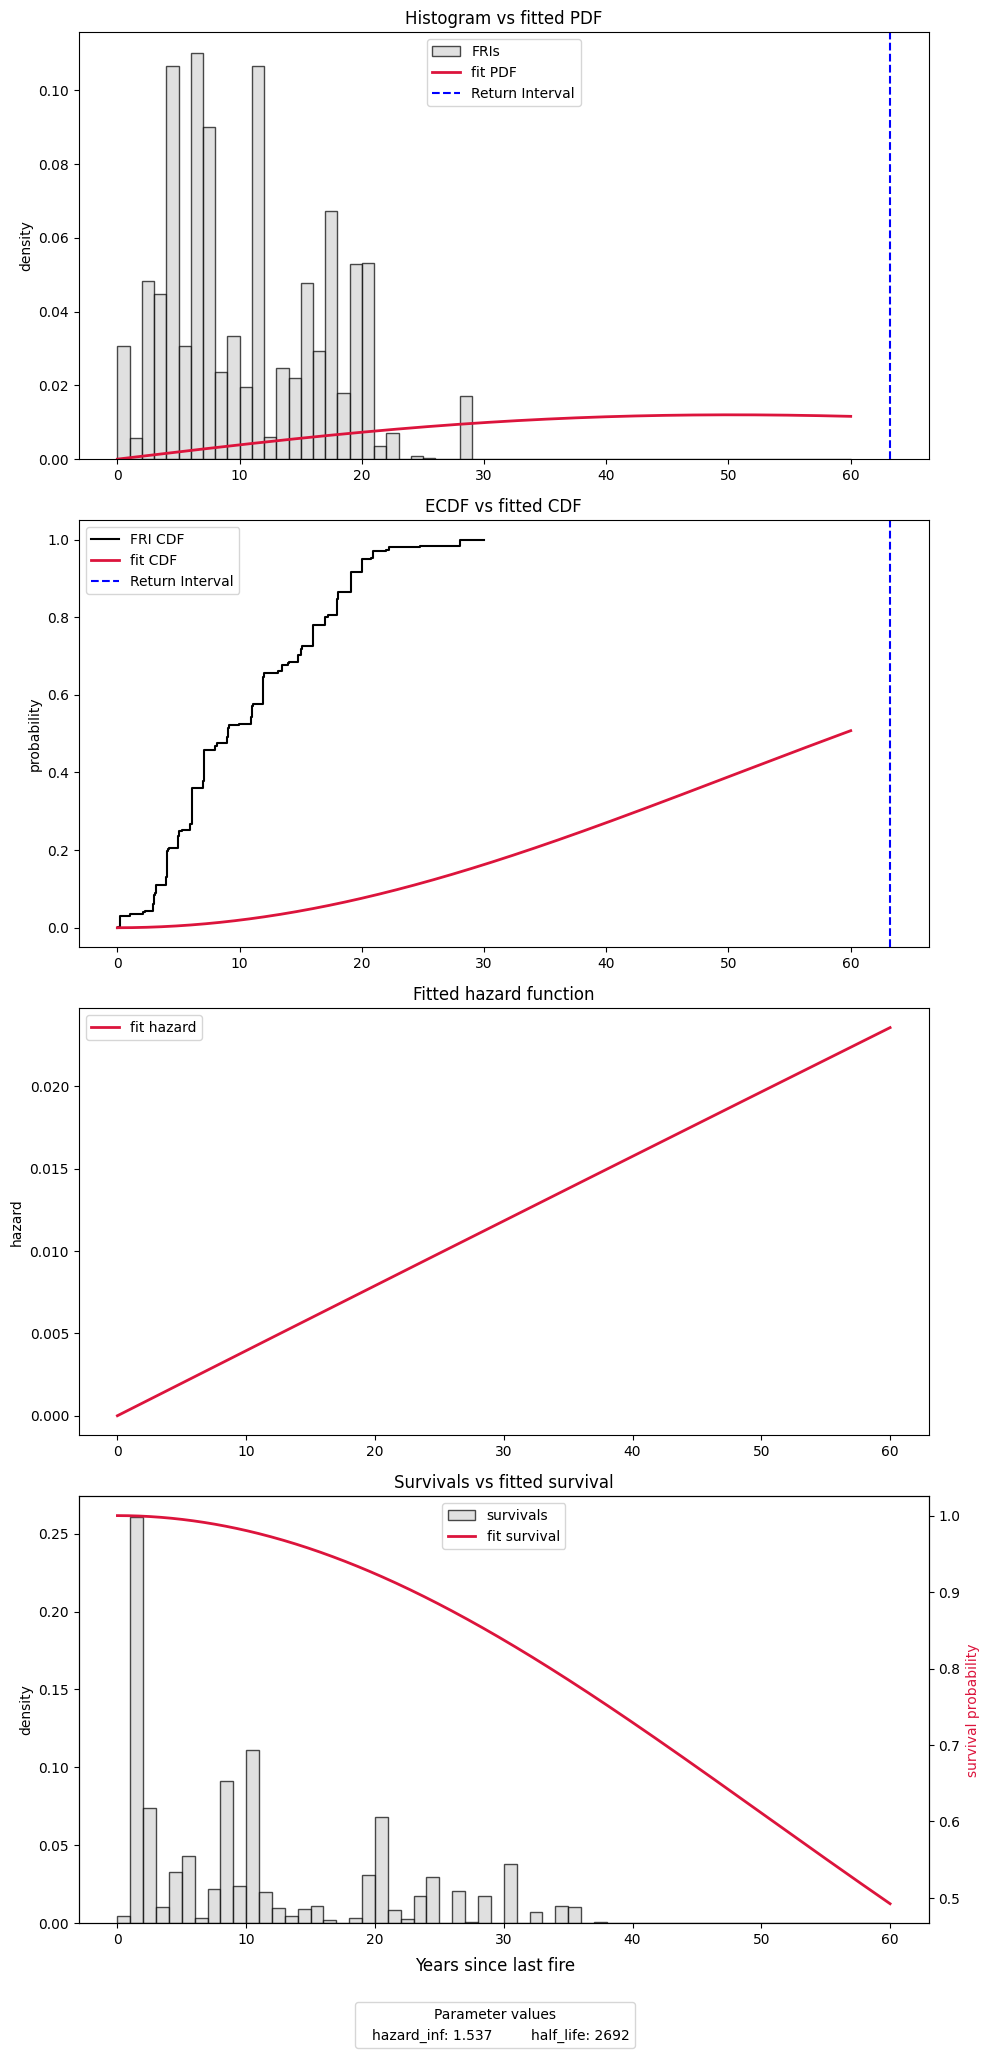 Histogram vs fitted PDF
FRIs
fit PDF
Return Interval
density
0.10
0.08
0.06
0.04
0.02
0.00
0 10 20 30 40 50 60
ECDF vs fitted CDF
FRI CDF
fit CDF
Return Interval
probability
1.0
0.8
0.6
0.4
0.2
0.0
0 10 20 30 40 50 60
Fitted hazard function
fit hazard
hazard
0.020
0.015
0.010
0.005
0.000
0 10 20 30 40 50 60
Survivals vs fitted survival
survivals
fit survival
density
0.25
0.20
0.15
0.10
0.05
0.00
1.0
0.9
0.8
0.7
0.6
0.5
survival probability
0 10 20 30 40 50 60
Years since last fire
Parameter values
hazard_inf: 1.537 half_life: 2692